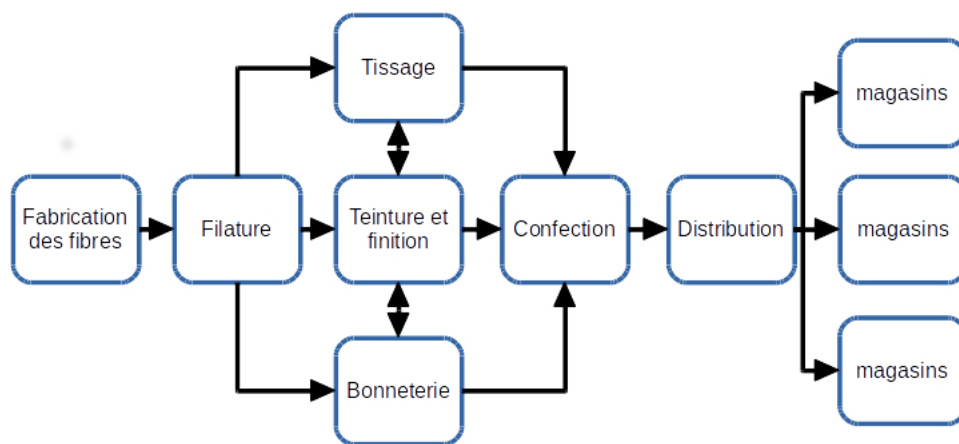 Tissage
magasins
Fabrication
des fibres
Filature
Teinture et
finition
Confection
Distribution
magasins
Bonneterie
magasins